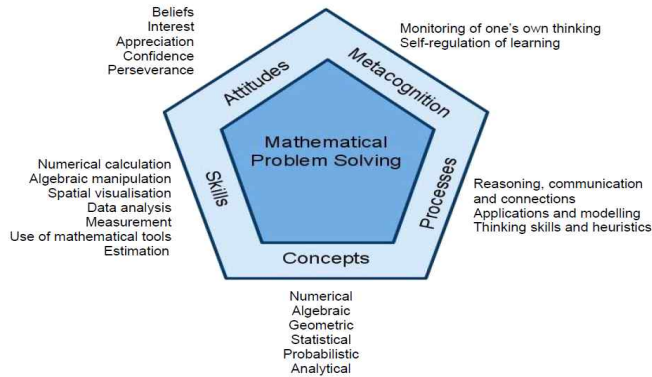 Beliefs
Interest
Appreciation
Confidence
Perseverance
Monitoring of one's own thinking
Self-regulation of learning
Attitudes
Metacognition
Mathematical
Problem Solving
Numerical calculation
Algebraic manipulation
Spatial visualisation
Data analysis
Measurement
Use of mathematical tools
Estimation
Skills
Processes
Reasoning, communication
and connections
Applications and modelling
Thinking skills and heuristics
Concepts
Numerical
Algebraic
Geometric
Statistical
Probabilistic
Analytical